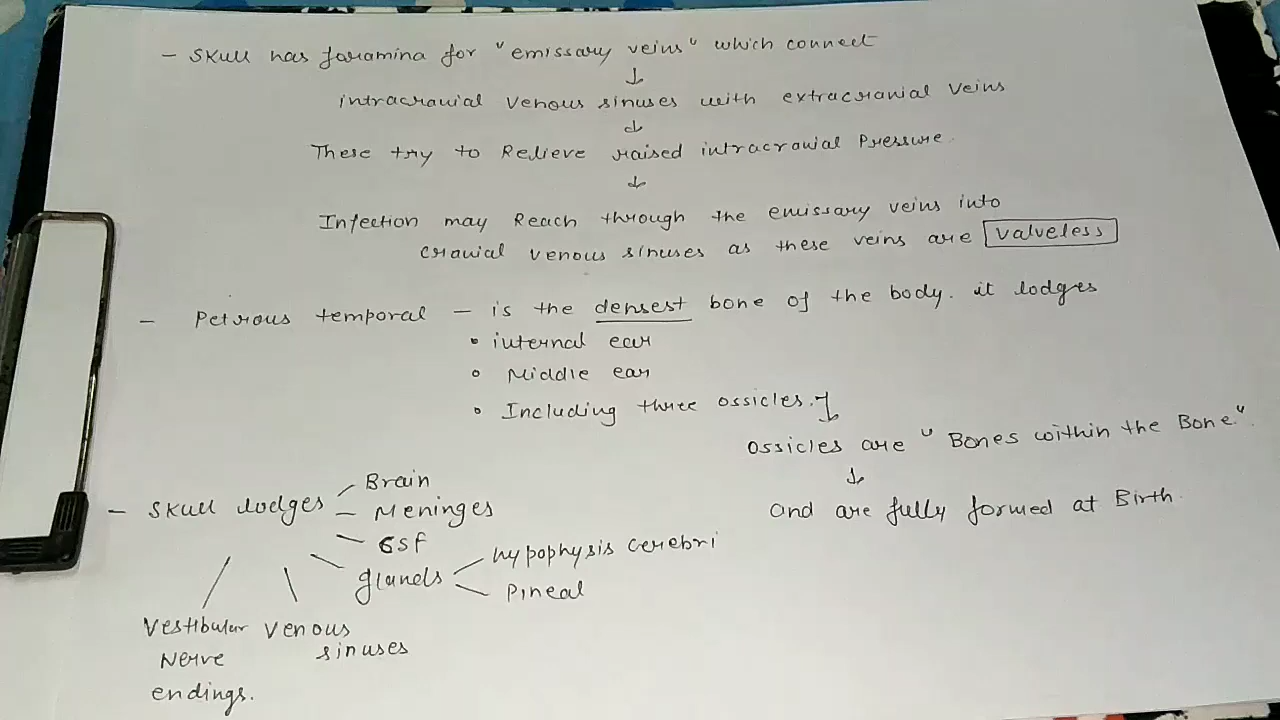 - Skull has foramina for "emissary veins" which connect
↓
intracranial venous sinuses with extracranial veins
↓
These try to Relieve raised intracranial Pressure.
↓
Infection may Reach through the emissary veins into
cranial venous sinuses as these veins are valveless
- Petrous temporal - is the densest bone of the body. it lodges
• internal ear
• Middle ear
• Including three ossicles.
↓
Ossicles are "Bones within the Bone".
↓
and are fully formed at Birth.
- Skull lodges
Brain
Meninges
CSF
glands
hypophysis cerebri
Pineal
Vestibular
Nerve
endings.
Venous
sinuses